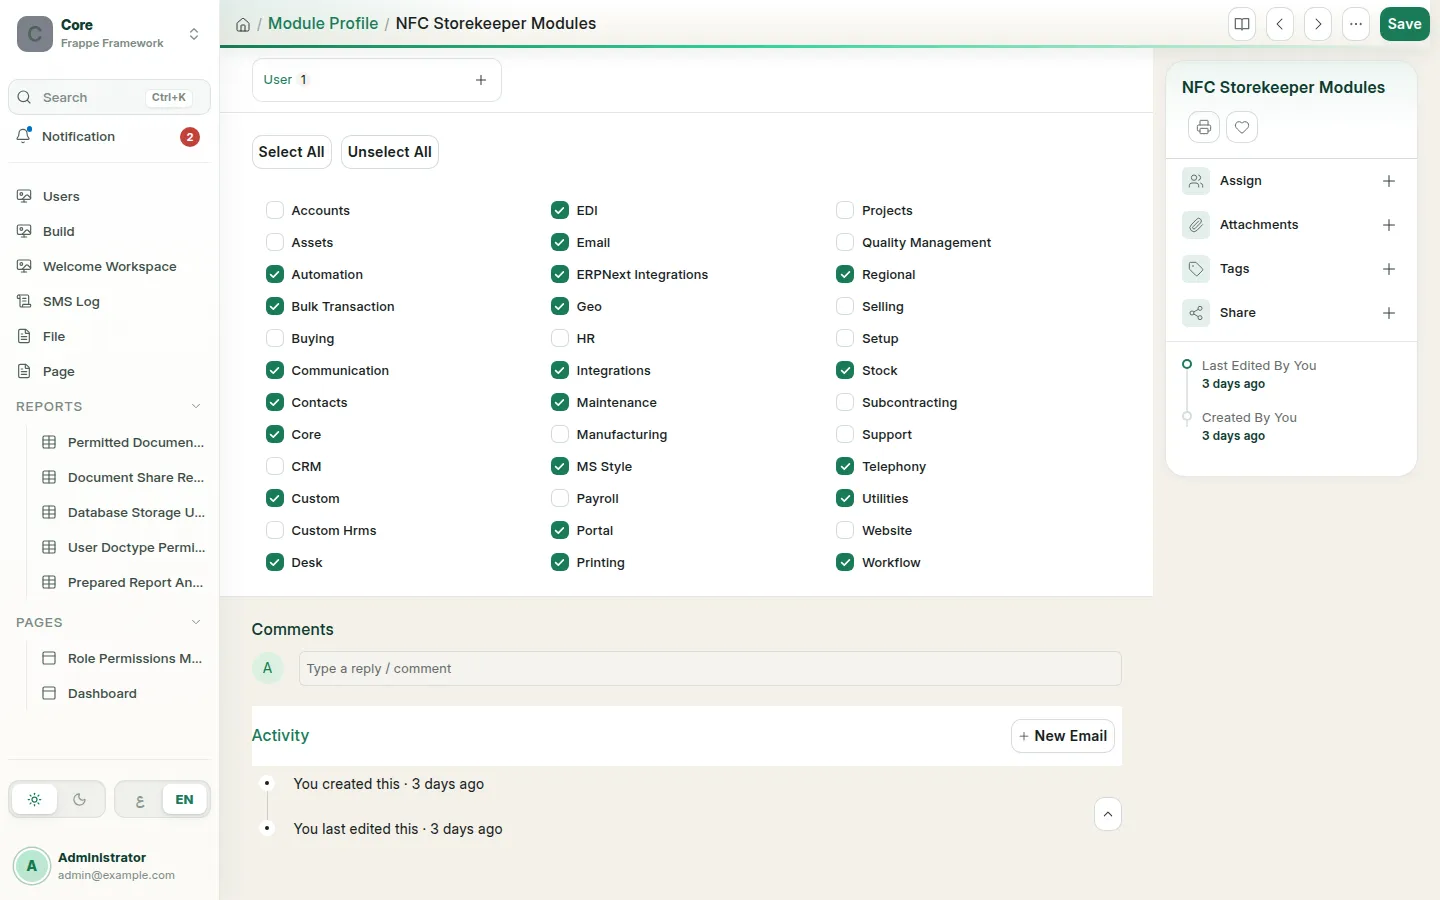 Core
Frappe Framework
Search
Ctrl+K
Notification
2
Users
Build
Welcome Workspace
SMS Log
File
Page
REPORTS
Permitted Documen...
Document Share Re...
Database Storage U...
User Doctype Permi...
Prepared Report An...
PAGES
Role Permissions M...
Dashboard
ع
EN
A
Administrator
admin@example.com
/ Module Profile / NFC Storekeeper Modules
Save
User 1
Select All
Unselect All
Accounts
Assets
Automation
Bulk Transaction
Buying
Communication
Contacts
Core
CRM
Custom
Custom Hrms
Desk
EDI
Email
ERPNext Integrations
Geo
HR
Integrations
Maintenance
Manufacturing
MS Style
Payroll
Portal
Printing
Projects
Quality Management
Regional
Selling
Setup
Stock
Subcontracting
Support
Telephony
Utilities
Website
Workflow
Comments
A
Type a reply / comment
Activity
New Email
You created this · 3 days ago
You last edited this · 3 days ago
NFC Storekeeper Modules
Assign
Attachments
Tags
Share
Last Edited By You
3 days ago
Created By You
3 days ago
C